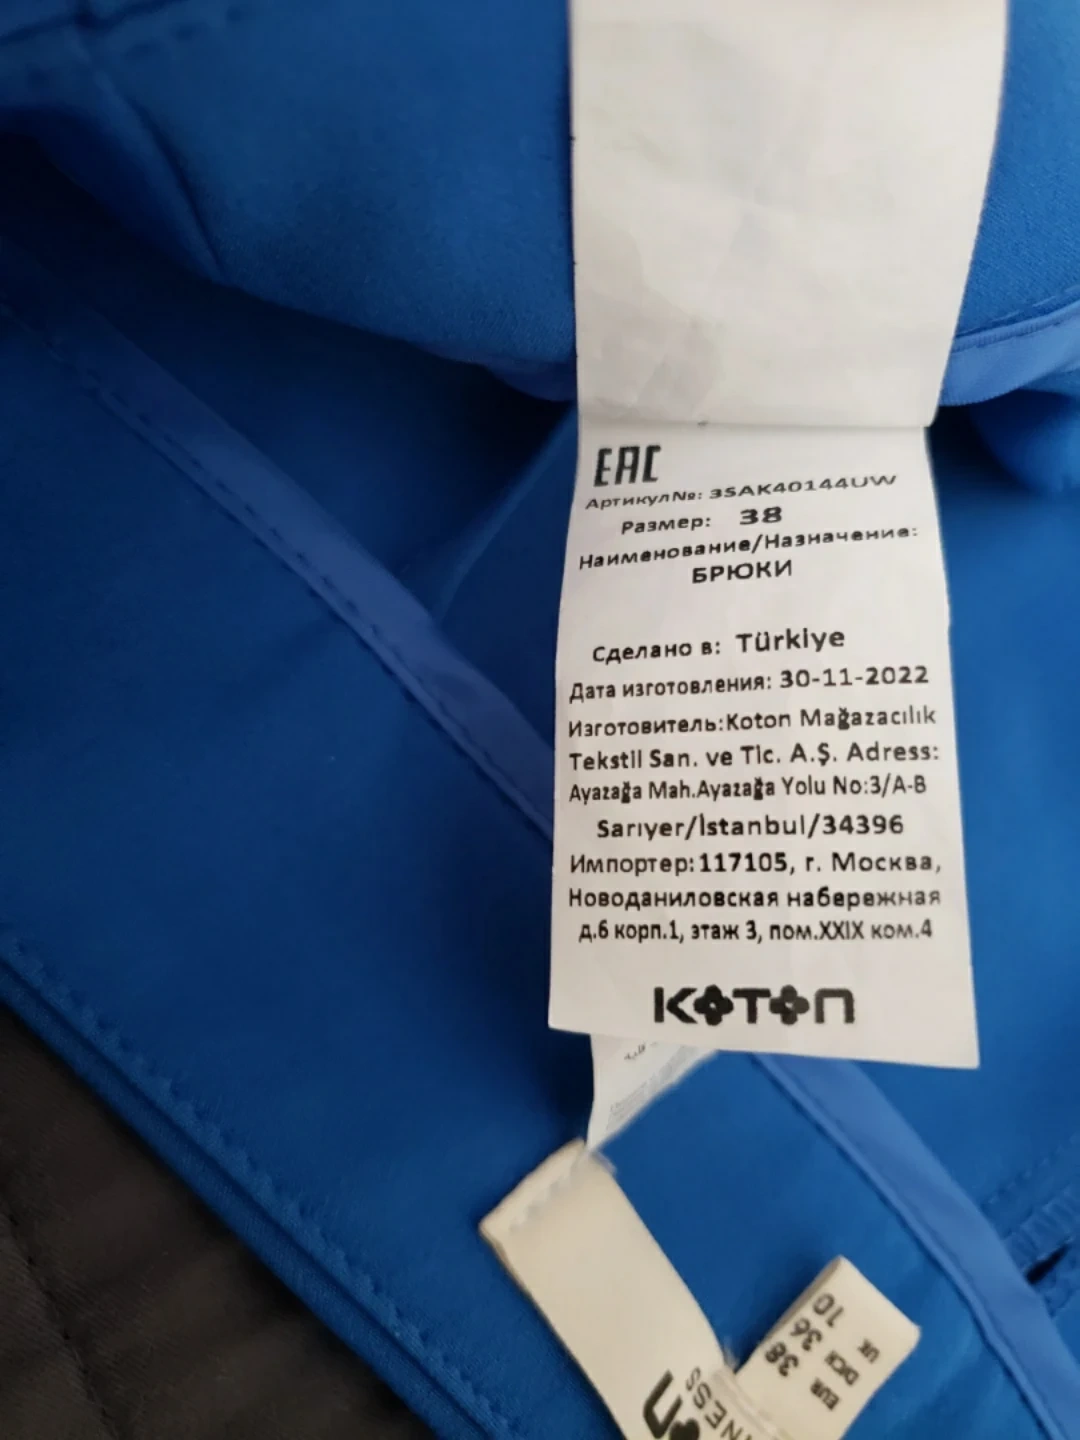 EAC
Артикул№: 3SAK40144UW
Размер: 38
Наименование/Назначение:
БРЮКИ
Сделано в: Türkiye
Дата изготовления: 30-11-2022
Изготовитель:Koton Mağazacılık
Tekstil San. ve Tic. A.Ş. Adress:
Ayazağa Mah.Ayazağa Yolu No:3/A-B
Sarıyer/İstanbul/34396
Импортер:117105, г. Москва,
Новоданиловская набережная
д.6 корп.1, этаж 3, пом.XXIX ком.4
KOTON
EUR 38
D/CH 36
UK 10